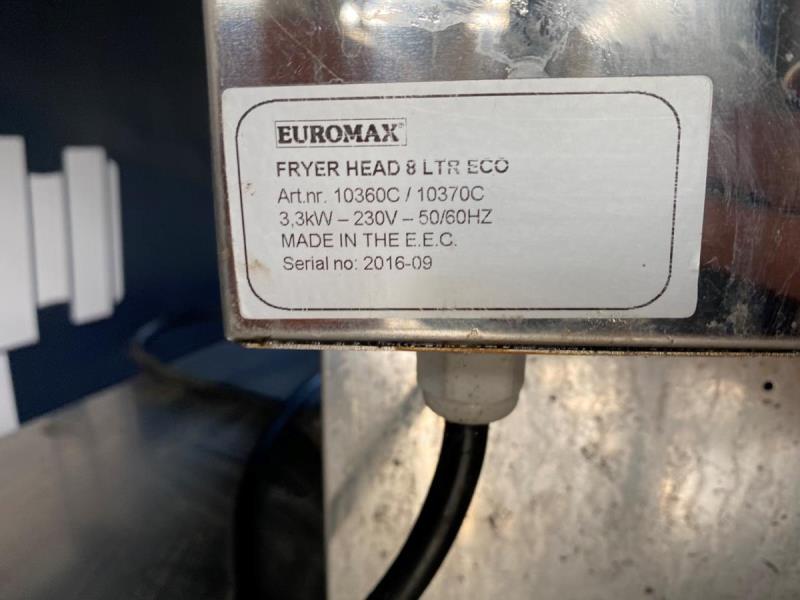 EUROMAX®
FRYER HEAD 8 LTR ECO
Art.nr. 10360C / 10370C
3,3kW – 230V – 50/60HZ
MADE IN THE E.E.C.
Serial no: 2016-09